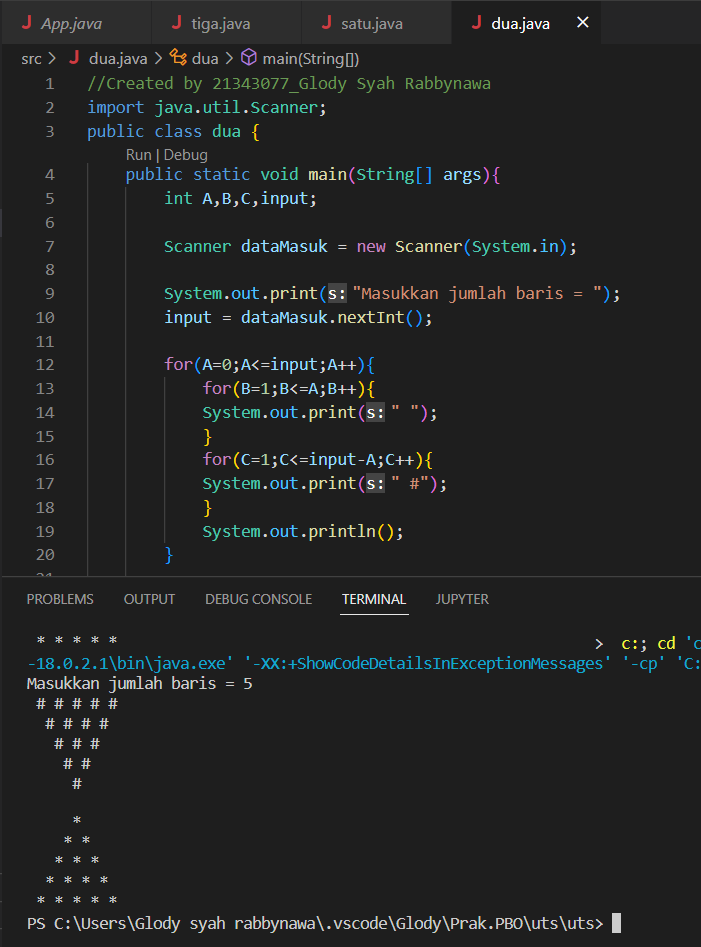 J App.java J tiga.java J satu.java J dua.java ×
src > J dua.java > dua > main(String[])
1 //Created by 21343077_Glody Syah Rabbynawa
2 import java.util.Scanner;
3 public class dua {
Run | Debug
4 public static void main(String[] args){
5 int A,B,C,input;
6
7 Scanner dataMasuk = new Scanner(System.in);
8
9 System.out.print(s:"Masukkan jumlah baris = ");
10 input = dataMasuk.nextInt();
11
12 for(A=0;A<=input;A++){
13 for(B=1;B<=A;B++){
14 System.out.print(s:" ");
15 }
16 for(C=1;C<=input-A;C++){
17 System.out.print(s:" #");
18 }
19 System.out.println();
20 }
PROBLEMS OUTPUT DEBUG CONSOLE TERMINAL JUPYTER
* * * * * > c:; cd 'c
-18.0.2.1\bin\java.exe' '-XX:+ShowCodeDetailsInExceptionMessages' '-cp' 'C:
Masukkan jumlah baris = 5
# # # # #
# # # #
# # #
# #
#
*
* *
* * *
* * * *
* * * * *
PS C:\Users\Glody syah rabbynawa\.vscode\Glody\Prak.PBO\uts\uts>